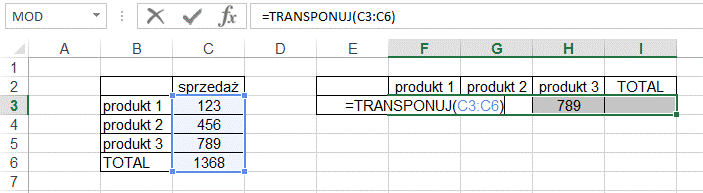 MOD =TRANSPONUJ(C3:C6)
A B C D E F G H I
1
2 sprzedaż produkt 1 produkt 2 produkt 3 TOTAL
3 produkt 1 123 =TRANSPONUJ(C3:C6) 789
4 produkt 2 456
5 produkt 3 789
6 TOTAL 1368
7